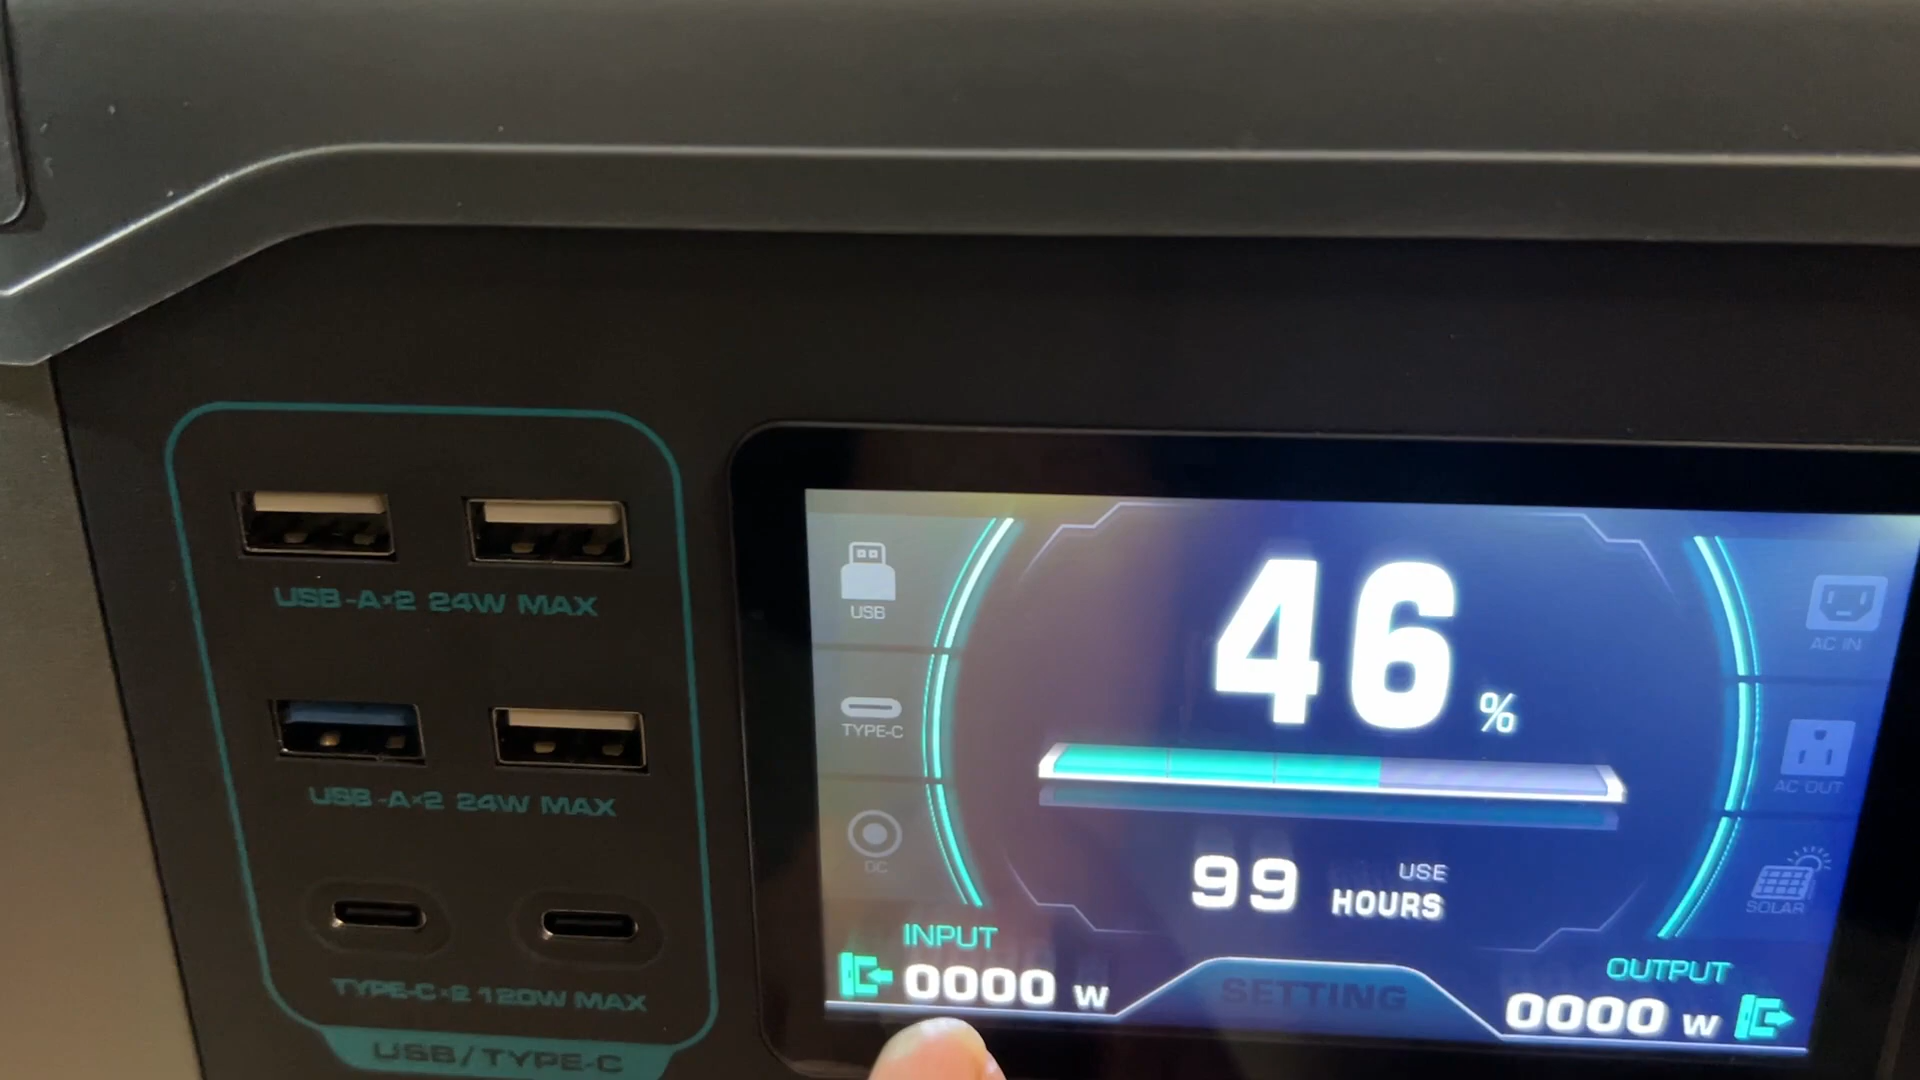 USB-A×2 24W MAX
USB-A×2 24W MAX
TYPE-C×2 120W MAX
USB/TYPE-C
USB
TYPE-C
DC
46 %
99 USE HOURS
AC IN
AC OUT
SOLAR
INPUT
0000 W
SETTING
OUTPUT
0000 W